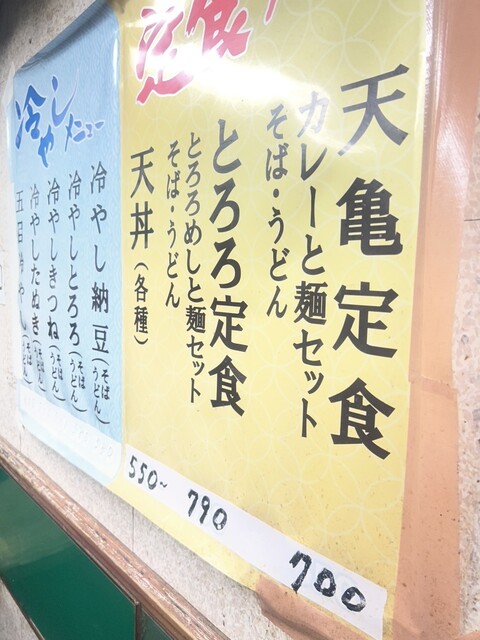 定食
天亀定食
カレーと麺セット
そば・うどん
700
とろろ定食
とろろめしと麺セット
そば・うどん
790
天丼(各種)
550~
冷やしメニュー
冷やし納豆(そば うどん)
冷やしとろろ(そば うどん)
冷やしきつね(そば うどん)
冷やしたぬき(そば うどん)
五目冷やし